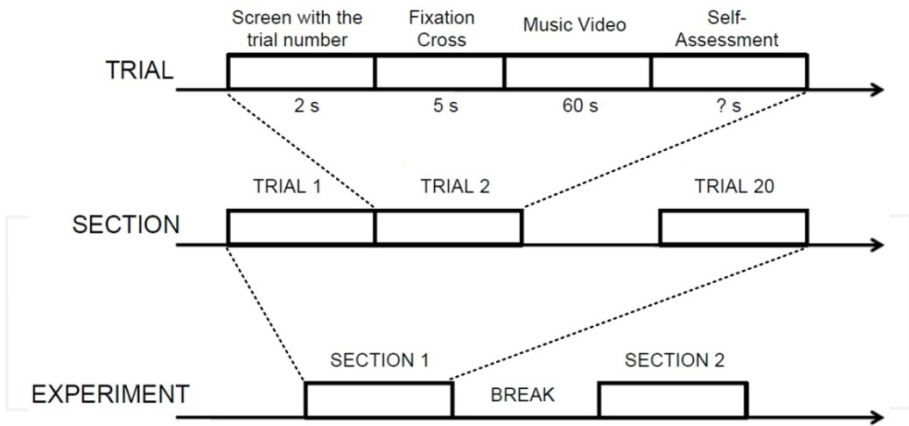 Screen with the
trial number
Fixation
Cross
Music Video
Self-
Assessment
TRIAL
2 s
5 s
60 s
? s
TRIAL 1
TRIAL 2
TRIAL 20
SECTION
SECTION 1
SECTION 2
EXPERIMENT
BREAK